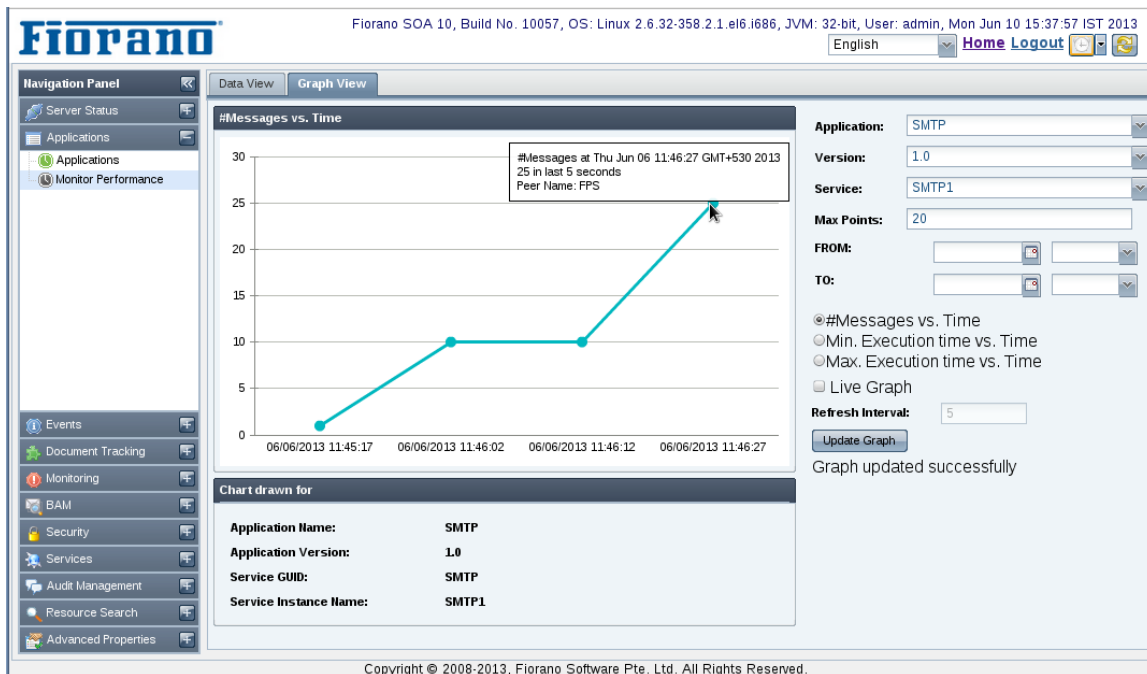 Fiorano
Fiorano SOA 10, Build No. 10057, OS: Linux 2.6.32-358.2.1.el6.i686, JVM: 32-bit, User: admin, Mon Jun 10 15:37:57 IST 2013
English Home Logout
Navigation Panel
Server Status
Applications
Applications
Monitor Performance
Events
Document Tracking
Monitoring
BAM
Security
Services
Audit Management
Resource Search
Advanced Properties
Data View Graph View
#Messages vs. Time
#Messages at Thu Jun 06 11:46:27 GMT+530 2013
25 in last 5 seconds
Peer Name: FPS
30
25
20
15
10
5
0
06/06/2013 11:45:17 06/06/2013 11:46:02 06/06/2013 11:46:12 06/06/2013 11:46:27
Chart drawn for
Application Name: SMTP
Application Version: 1.0
Service GUID: SMTP
Service Instance Name: SMTP1
Application: SMTP
Version: 1.0
Service: SMTP1
Max Points: 20
FROM:
TO:
#Messages vs. Time
Min. Execution time vs. Time
Max. Execution time vs. Time
Live Graph
Refresh Interval: 5
Update Graph
Graph updated successfully
Copyright © 2008-2013, Fiorano Software Pte. Ltd. All Rights Reserved.